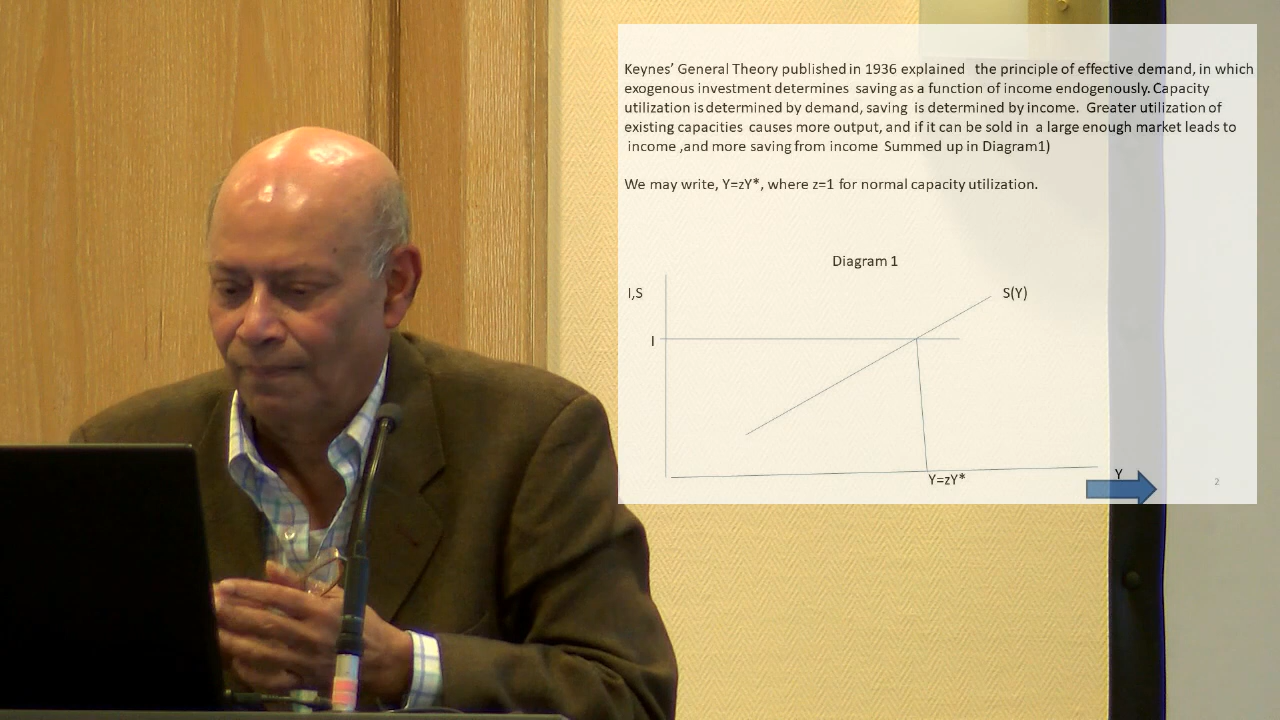 Keynes' General Theory published in 1936 explained the principle of effective demand, in which
exogenous investment determines saving as a function of income endogenously. Capacity
utilization is determined by demand, saving is determined by income. Greater utilization of
existing capacities causes more output, and if it can be sold in a large enough market leads to
income ,and more saving from income Summed up in Diagram1)
We may write, Y=zY*, where z=1 for normal capacity utilization.
Diagram 1
I,S
S(Y)
I
Y
Y=zY*
2